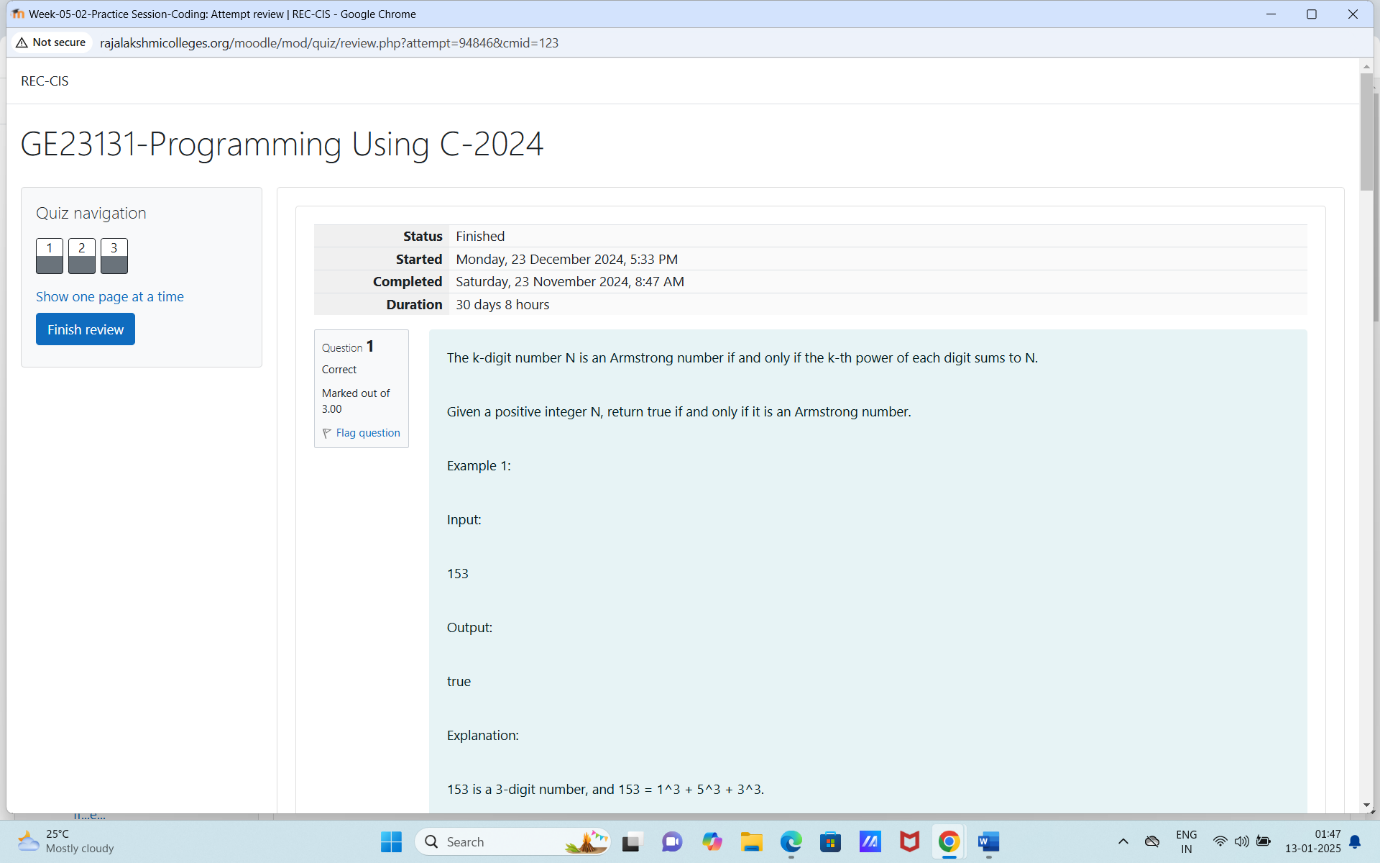 Week-05-02-Practice Session-Coding: Attempt review | REC-CIS - Google Chrome
Not secure rajalakshmicolleges.org/moodle/mod/quiz/review.php?attempt=94846&cmid=123
REC-CIS
GE23131-Programming Using C-2024
Quiz navigation
1 2 3
Show one page at a time
Finish review
Status Finished
Started Monday, 23 December 2024, 5:33 PM
Completed Saturday, 23 November 2024, 8:47 AM
Duration 30 days 8 hours
Question 1
Correct
Marked out of
3.00
Flag question
The k-digit number N is an Armstrong number if and only if the k-th power of each digit sums to N.
Given a positive integer N, return true if and only if it is an Armstrong number.
Example 1:
Input:
153
Output:
true
Explanation:
153 is a 3-digit number, and 153 = 1^3 + 5^3 + 3^3.
25°C
Mostly cloudy
Search
ENG
IN
01:47
13-01-2025